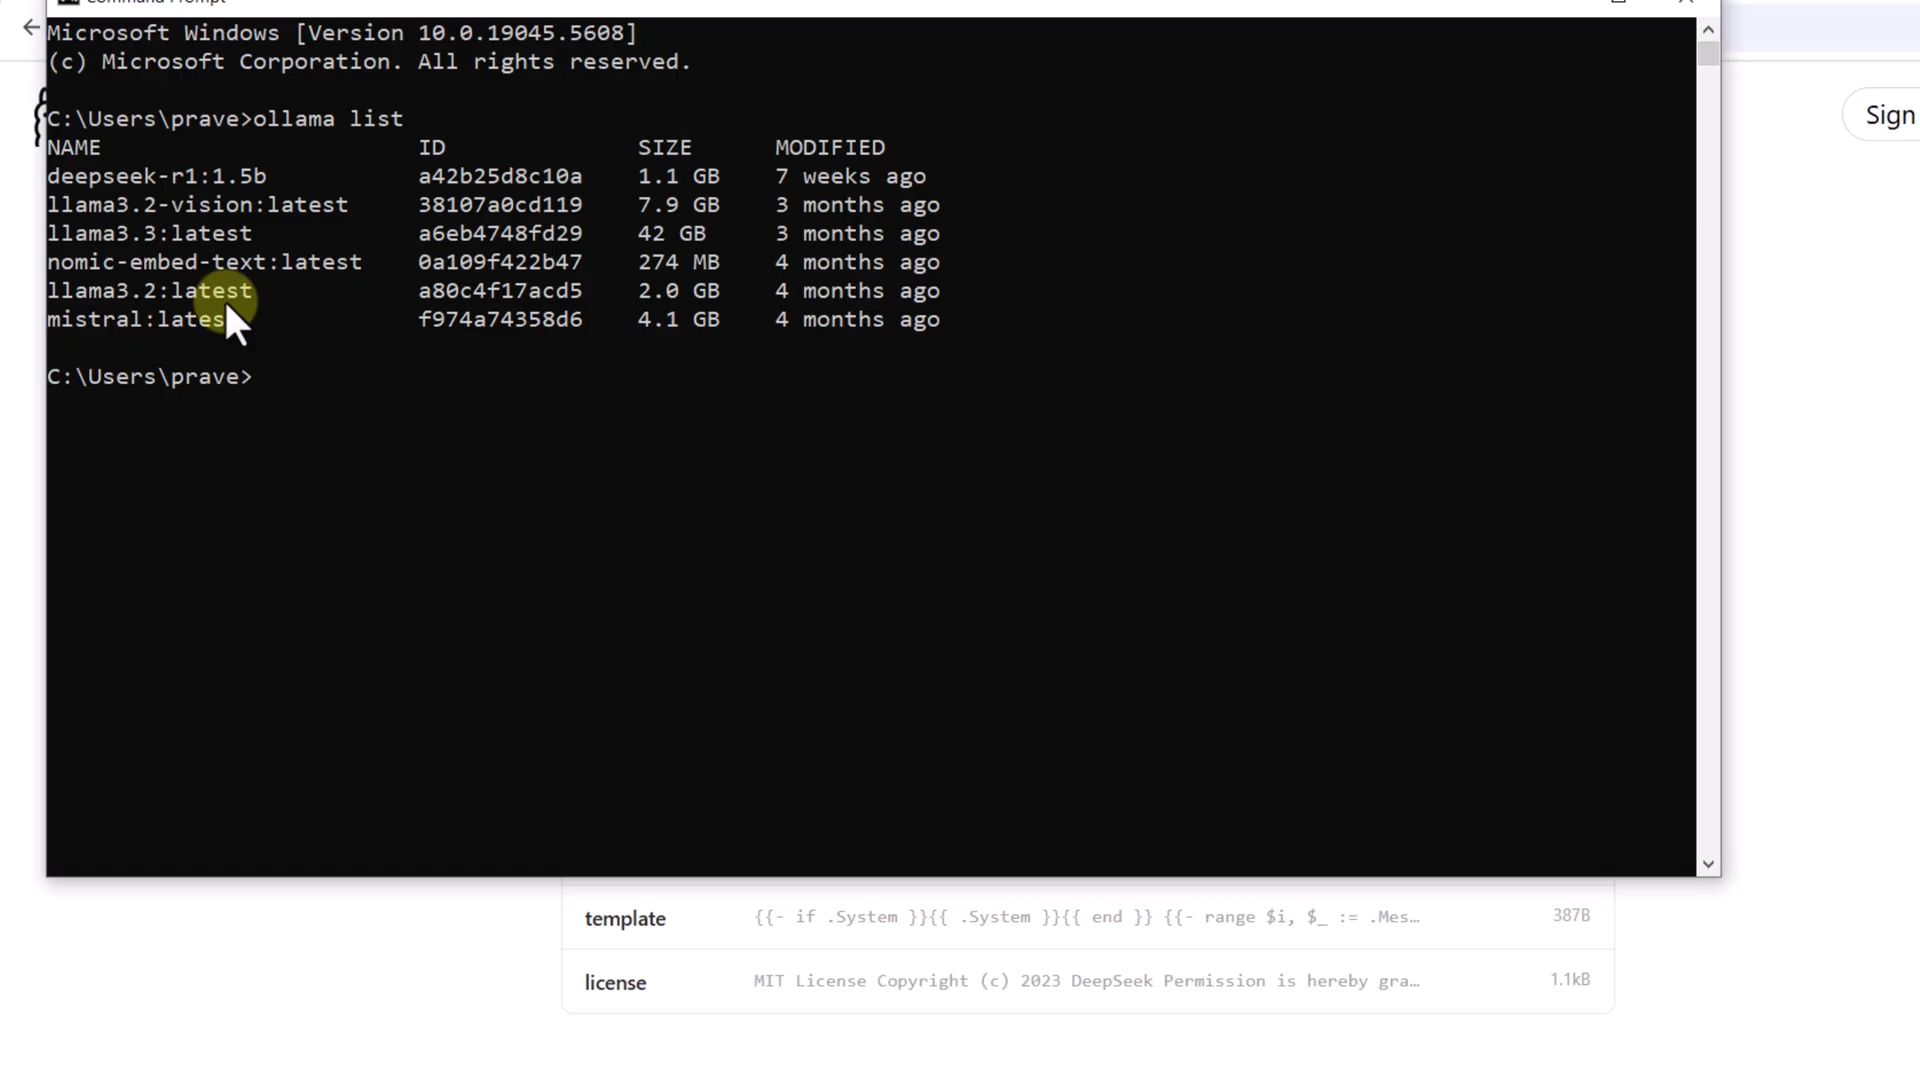 Command Prompt
Microsoft Windows [Version 10.0.19045.5608]
(c) Microsoft Corporation. All rights reserved.
Sign
C:\Users\prave>ollama list
NAME ID SIZE MODIFIED
deepseek-r1:1.5b a42b25d8c10a 1.1 GB 7 weeks ago
llama3.2-vision:latest 38107a0cd119 7.9 GB 3 months ago
llama3.3:latest a6eb4748fd29 42 GB 3 months ago
nomic-embed-text:latest 0a109f422b47 274 MB 4 months ago
llama3.2:latest a80c4f17acd5 2.0 GB 4 months ago
mistral:lates f974a74358d6 4.1 GB 4 months ago
C:\Users\prave>
template {{- if .System }}{{ .System }}{{ end }} {{- range $i, $_ := .Mes… 387B
license MIT License Copyright (c) 2023 DeepSeek Permission is hereby gra… 1.1kB